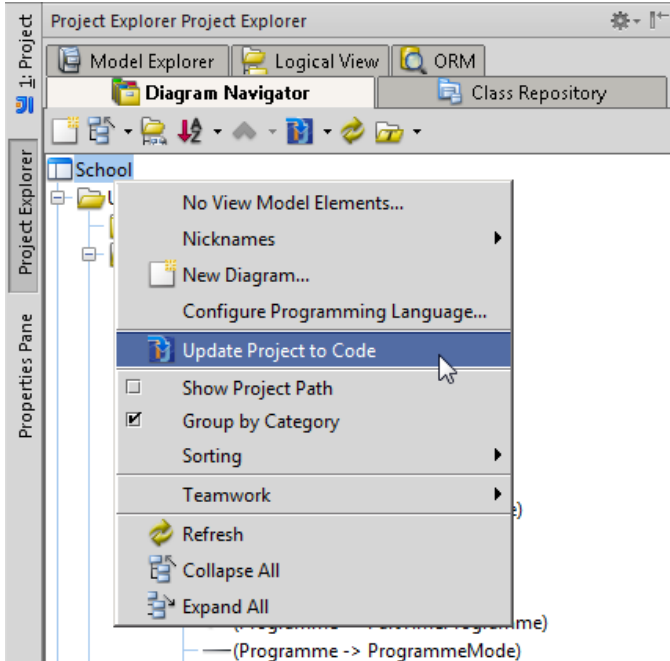 1: Project
Project Explorer
Properties Pane
Project Explorer Project Explorer
Model Explorer
Logical View
ORM
Diagram Navigator
Class Repository
School
No View Model Elements...
Nicknames
New Diagram...
Configure Programming Language...
Update Project to Code
Show Project Path
Group by Category
Sorting
Teamwork
Refresh
Collapse All
Expand All
(Programme -> ProgrammeMode)